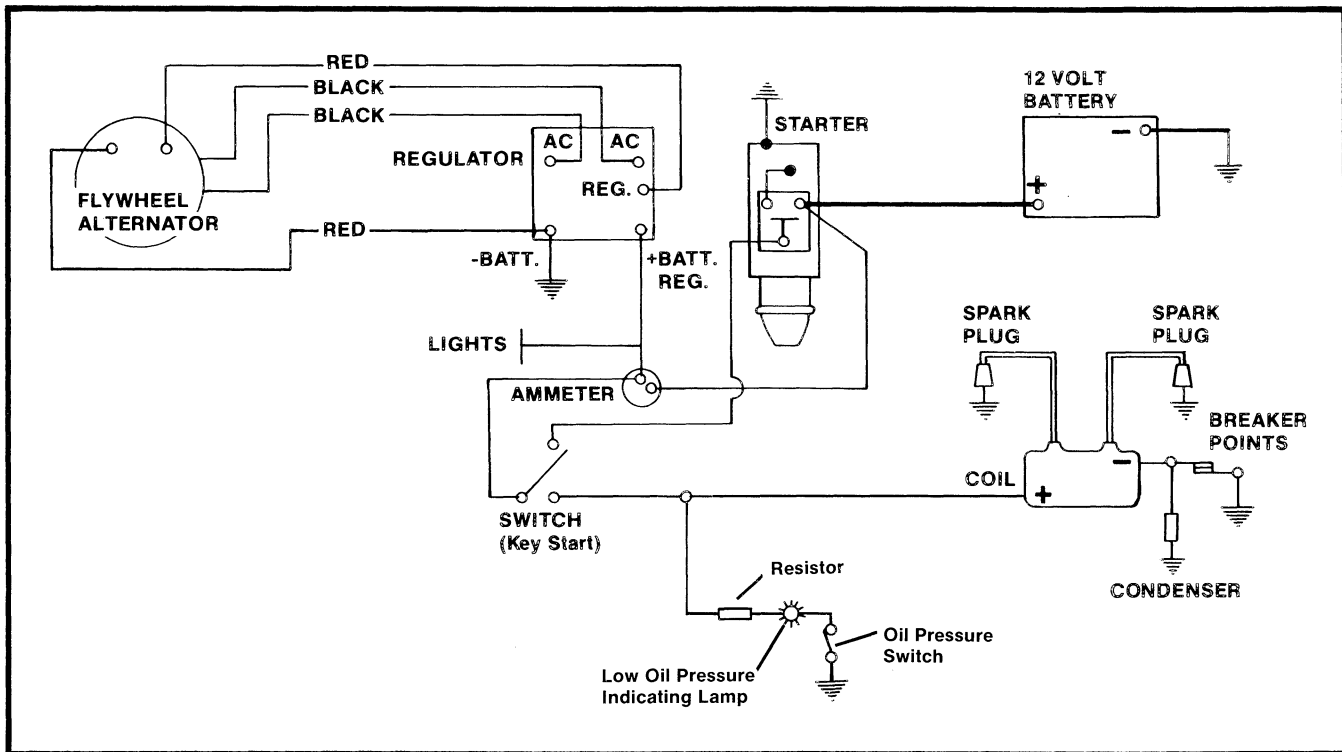 RED
BLACK
BLACK
12 VOLT
BATTERY
−
+
STARTER
AC
AC
REGULATOR
REG.
FLYWHEEL
ALTERNATOR
RED
-BATT.
+BATT.
REG.
LIGHTS
AMMETER
SPARK
PLUG
SPARK
PLUG
BREAKER
POINTS
COIL
−
+
SWITCH
(Key Start)
CONDENSER
Resistor
Oil Pressure
Switch
Low Oil Pressure
Indicating Lamp